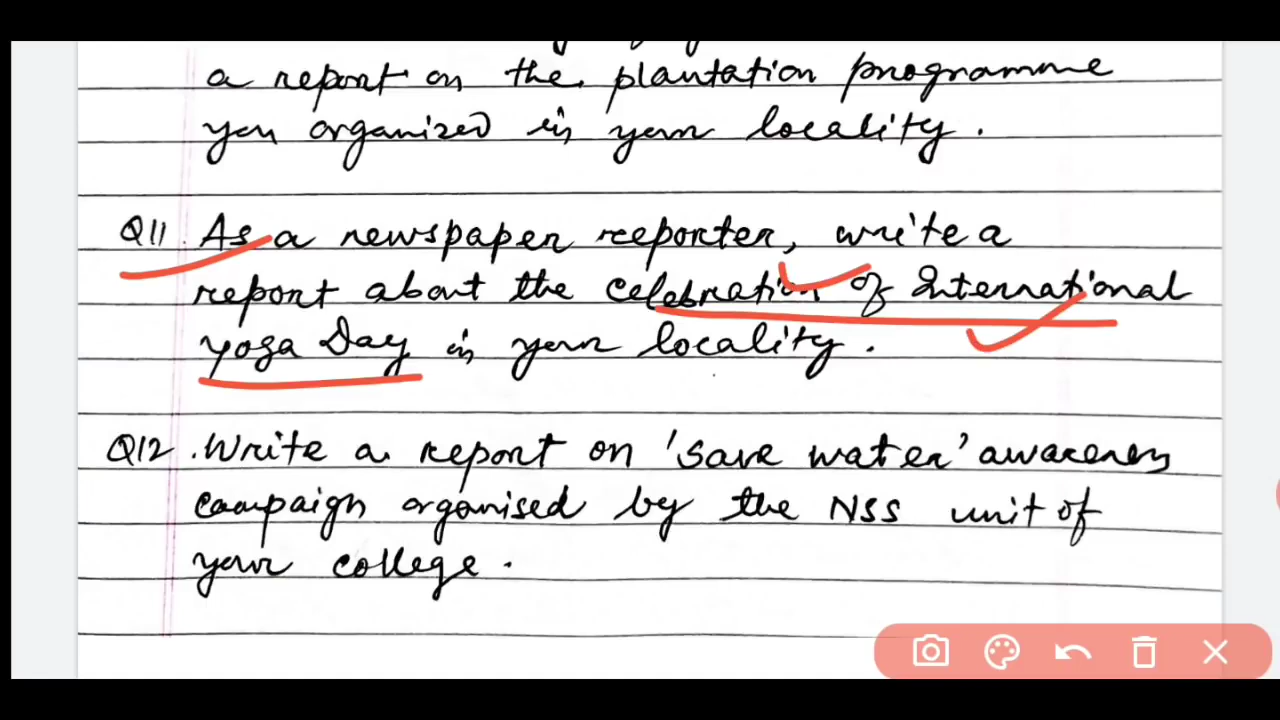 a report on the plantation programme
you organized in your locality.
Q11. As a newspaper reporter, write a
report about the celebration of International
yoga Day in your locality.
Q12. Write a report on 'save water' awareness
campaign organised by the NSS unit of
your college.